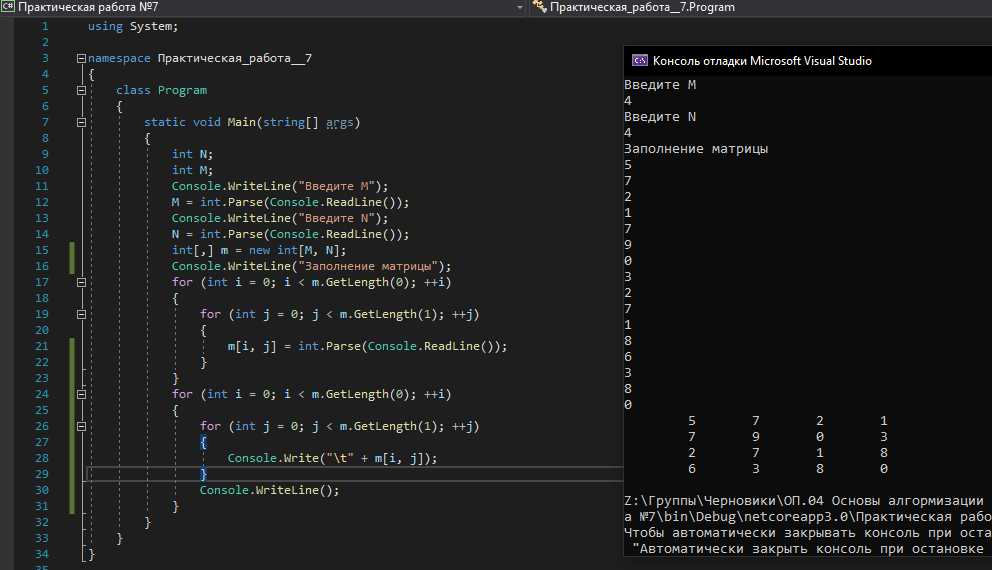 C# Практическая работа №7
Практическая_работа__7.Program
1 using System;
2
3 namespace Практическая_работа__7
4 {
5 class Program
6 {
7 static void Main(string[] args)
8 {
9 int N;
10 int M;
11 Console.WriteLine("Введите M");
12 M = int.Parse(Console.ReadLine());
13 Console.WriteLine("Введите N");
14 N = int.Parse(Console.ReadLine());
15 int[,] m = new int[M, N];
16 Console.WriteLine("Заполнение матрицы");
17 for (int i = 0; i < m.GetLength(0); ++i)
18 {
19 for (int j = 0; j < m.GetLength(1); ++j)
20 {
21 m[i, j] = int.Parse(Console.ReadLine());
22 }
23 }
24 for (int i = 0; i < m.GetLength(0); ++i)
25 {
26 for (int j = 0; j < m.GetLength(1); ++j)
27 {
28 Console.Write("\t" + m[i, j]);
29 }
30 Console.WriteLine();
31 }
32 }
33 }
34 }
35
C:\ Консоль отладки Microsoft Visual Studio
Введите M
4
Введите N
4
Заполнение матрицы
5
7
2
1
7
9
0
3
2
7
1
8
6
3
8
0
5 7 2 1
7 9 0 3
2 7 1 8
6 3 8 0
Z:\Группы\Черновики\ОП.04 Основы алгормизации
а №7\bin\Debug\netcoreapp3.0\Практическая рабо
Чтобы автоматически закрывать консоль при оста
"Автоматически закрыть консоль при остановке